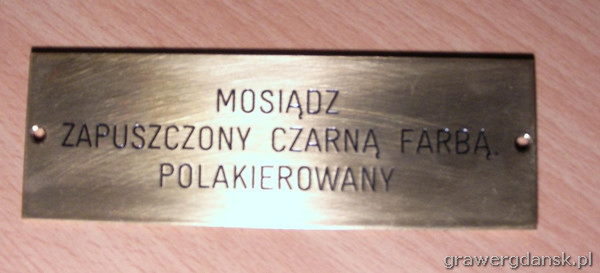 MOSIĄDZ
ZAPUSZCZONY CZARNĄ FARBĄ.
POLAKIEROWANY
grawergdansk.pl